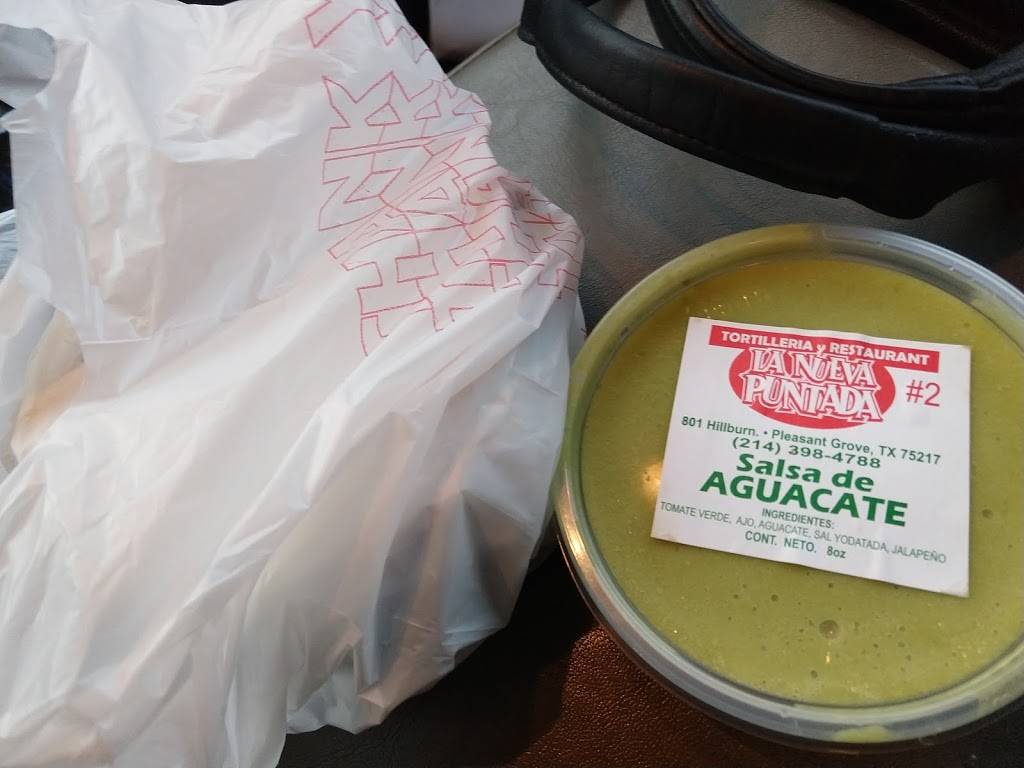 THANK
TORTILLERIA y RESTAURANT
LA NUEVA
PUNTADA
#2
801 Hillburn. • Pleasant Grove, TX 75217
(214) 398-4788
Salsa de
AGUACATE
INGREDIENTES:
TOMATE VERDE, AJO, AGUACATE, SAL YODATADA, JALAPEÑO
CONT. NETO, 8oz